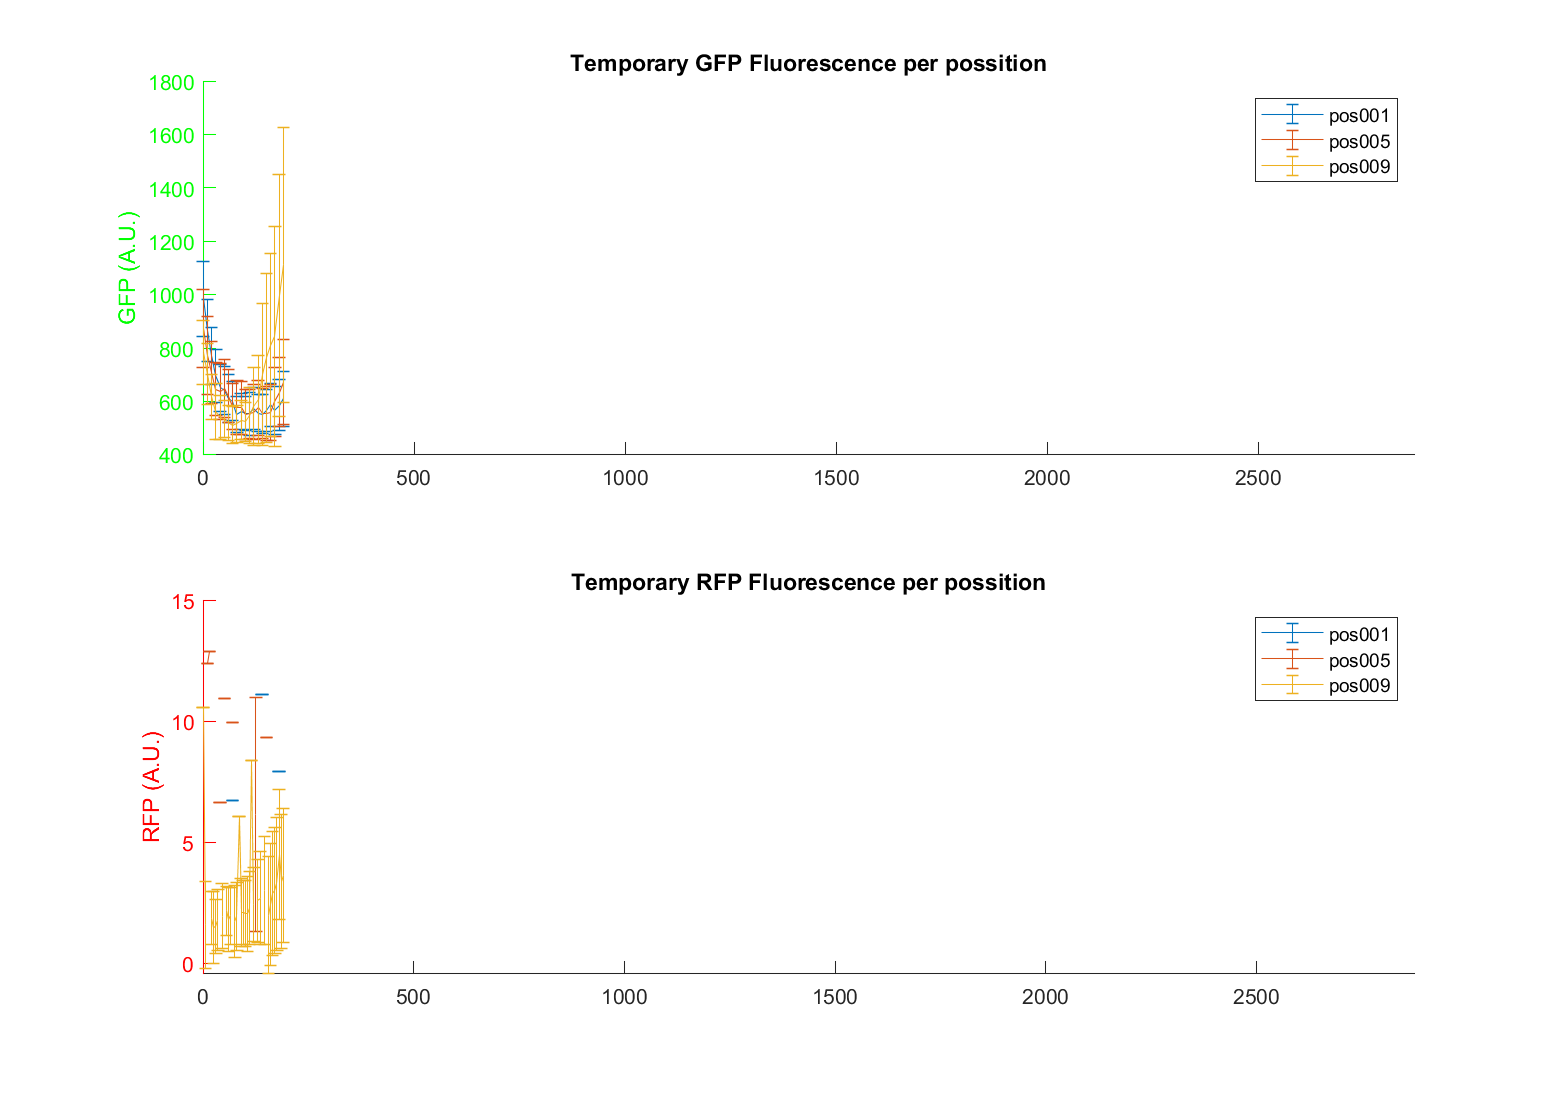 Temporary GFP Fluorescence per possition
1800
1600
1400
1200
1000
800
600
400
GFP (A.U.)
0 500 1000 1500 2000 2500
pos001
pos005
pos009
Temporary RFP Fluorescence per possition
15
10
5
0
RFP (A.U.)
0 500 1000 1500 2000 2500
pos001
pos005
pos009